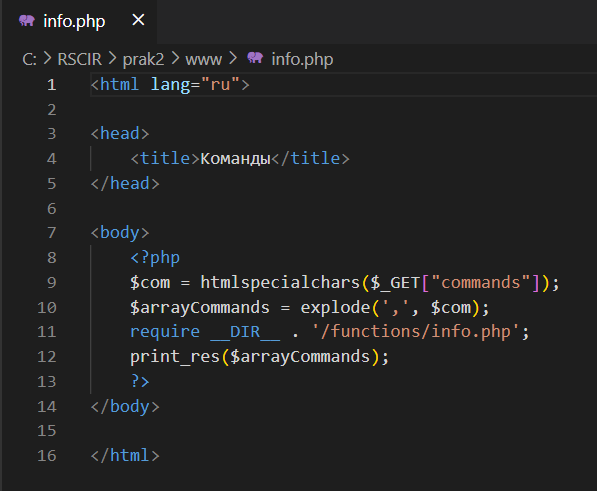 info.php
C: > RSCIR > prak2 > www > info.php
1 <html lang="ru">
2
3 <head>
4     <title>Команды</title>
5 </head>
6
7 <body>
8     <?php
9     $com = htmlspecialchars($_GET["commands"]);
10     $arrayCommands = explode(',', $com);
11     require __DIR__ . '/functions/info.php';
12     print_res($arrayCommands);
13     ?>
14 </body>
15
16 </html>